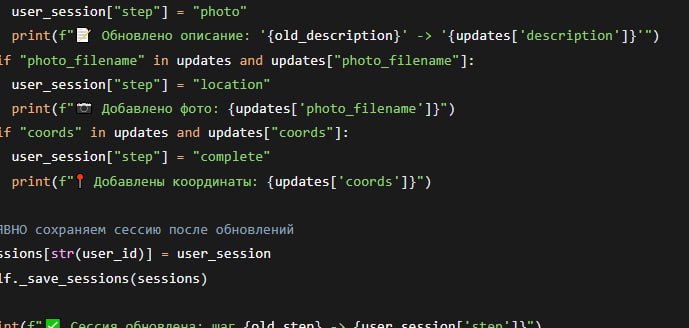 user_session["step"] = "photo"
print(f"📝 Обновлено описание: '{old_description}' -> '{updates['description']}'")
if "photo_filename" in updates and updates["photo_filename"]:
user_session["step"] = "location"
print(f"📷 Добавлено фото: {updates['photo_filename']}")
if "coords" in updates and updates["coords"]:
user_session["step"] = "complete"
print(f"📍 Добавлены координаты: {updates['coords']}")
ЯВНО сохраняем сессию после обновлений
ssions[str(user_id)] = user_session
lf._save_sessions(sessions)
int(f"✅ Сессия обновлена: шаг {old_step} -> {user_session['step']}")